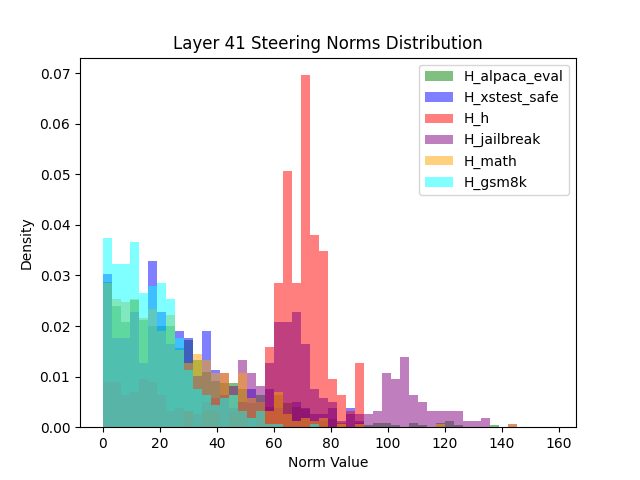 Layer 41 Steering Norms Distribution
H_alpaca_eval
H_xstest_safe
H_h
H_jailbreak
H_math
H_gsm8k
Density
0.07
0.06
0.05
0.04
0.03
0.02
0.01
0.00
0 20 40 60 80 100 120 140 160
Norm Value